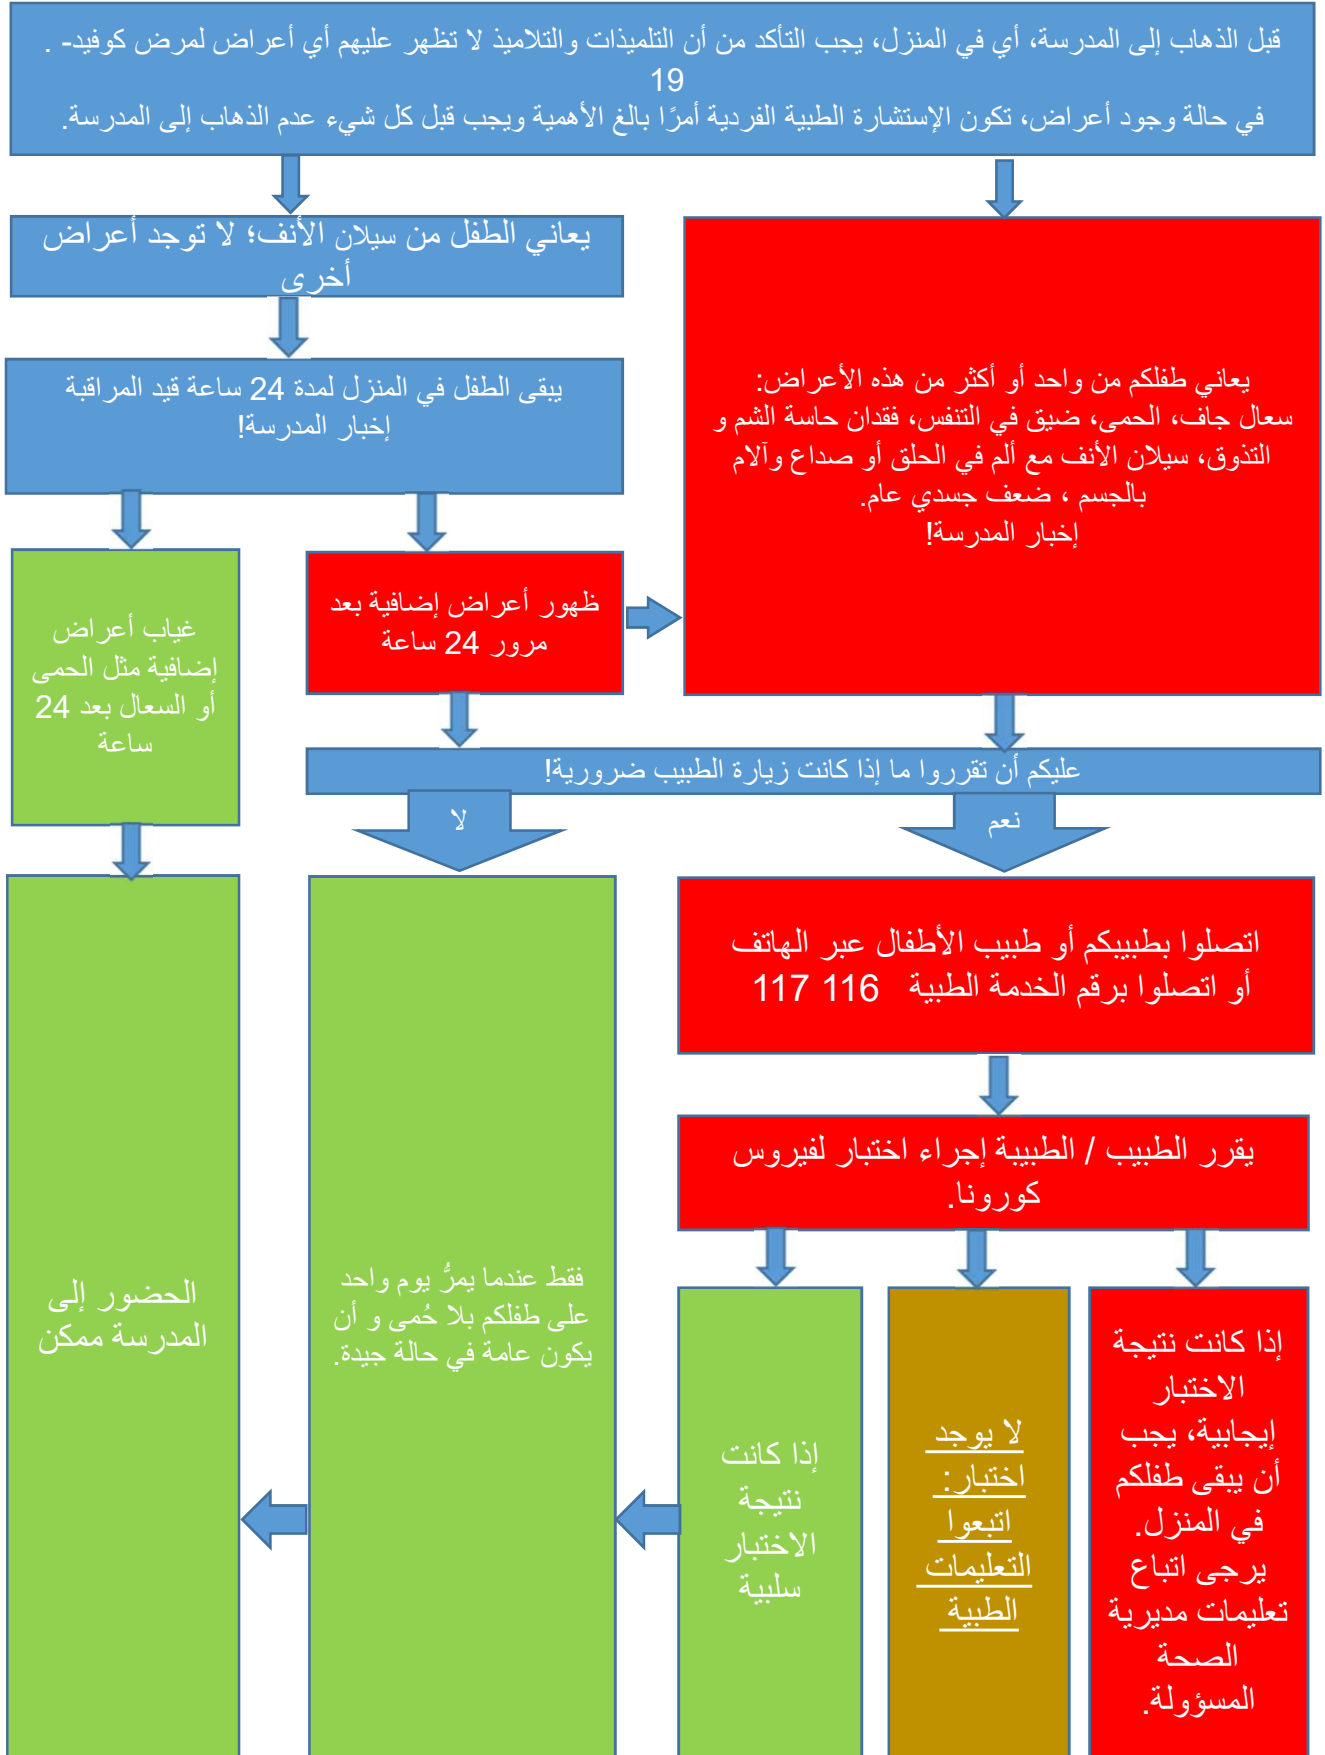 قبل الذهاب إلى المدرسة، أي في المنزل، يجب التأكد من أن التلميذات والتلاميذ لا تظهر عليهم أي أعراض لمرض كوفيد- .
19
في حالة وجود أعراض، تكون الإستشارة الطبية الفردية أمرًا بالغ الأهمية ويجب قبل كل شيء عدم الذهاب إلى المدرسة.
يعاني الطفل من سيلان الأنف؛ لا توجد أعراض
أخرى
يبقى الطفل في المنزل لمدة 24 ساعة قيد المراقبة
إخبار المدرسة!
يعاني طفلكم من واحد أو أكثر من هذه الأعراض:
سعال جاف، الحمى، ضيق في التنفس، فقدان حاسة الشم و
التذوق، سيلان الأنف مع ألم في الحلق أو صداع وآلام
بالجسم ، ضعف جسدي عام.
إخبار المدرسة!
ظهور أعراض إضافية بعد
مرور 24 ساعة
غياب أعراض
إضافية مثل الحمى
أو السعال بعد 24
ساعة
عليكم أن تقرروا ما إذا كانت زيارة الطبيب ضرورية!
نعم
لا
اتصلوا بطبيبكم أو طبيب الأطفال عبر الهاتف
أو اتصلوا برقم الخدمة الطبية 116 117
يقرر الطبيب / الطبيبة إجراء اختبار لفيروس
كورونا.
إذا كانت نتيجة
الاختبار
إيجابية، يجب
أن يبقى طفلكم
في المنزل.
يرجى اتباع
تعليمات مديرية
الصحة
المسؤولة.
لا يوجد
اختبار:
اتبعوا
التعليمات
الطبية
إذا كانت
نتيجة
الاختبار
سلبية
فقط عندما يمرُّ يوم واحد
على طفلكم بلا حُمى و أن
يكون عامة في حالة جيدة.
الحضور إلى
المدرسة ممكن